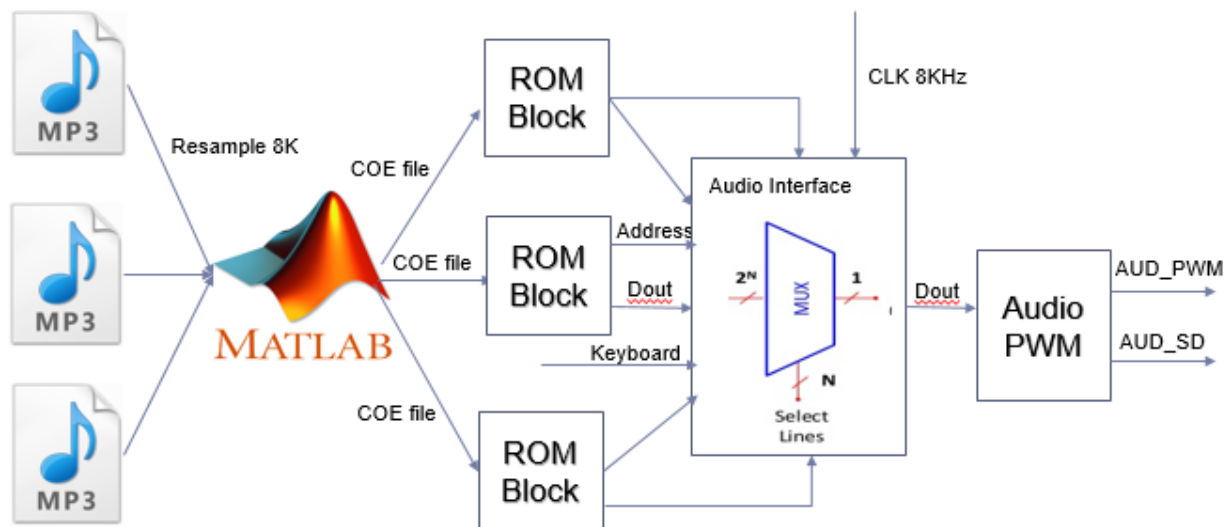 MP3
Resample 8K
MP3
MP3
MATLAB
COE file
COE file
COE file
ROM
Block
ROM
Block
ROM
Block
Address
Dout
Keyboard
CLK 8KHz
Audio Interface
2ᴺ
MUX
1
N
Select
Lines
Dout
Audio
PWM
AUD_PWM
AUD_SD